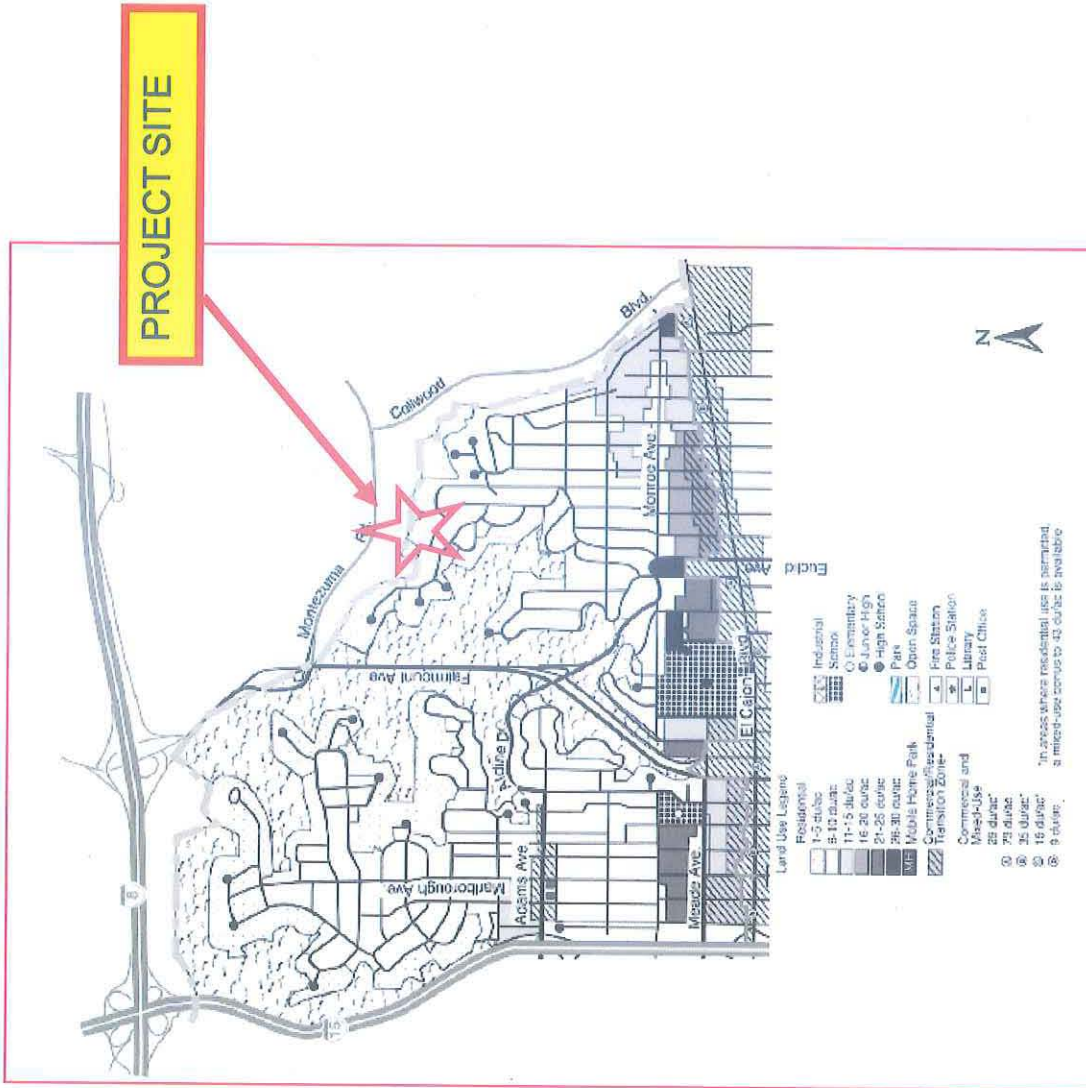 PROJECT SITE
8
15
Montezuma
Collwood
Blvd.
Fairmount Ave
Aldine Dr
Marlborough Ave.
Adams Ave
Monroe Ave.
Euclid Ave
Meade Ave
El Cajon Blvd
N
Land Use Legend
Residential
1-5 du/ac
6-10 du/ac
11-15 du/ac
16-20 du/ac
21-25 du/ac
26-30 du/ac
MH Mobile Home Park
Commercial/Residential
Transition Zone
Commercial and
Mixed-Use
29 du/ac*
73 du/ac
35 du/ac*
9 du/ac
Industrial
School
Elementary
Junior High
High School
Park
Open Space
Fire Station
Police Station
L Library
Post Office
*In areas where residential use is permitted,
a mixed-use bonus to 43 du/ac is available